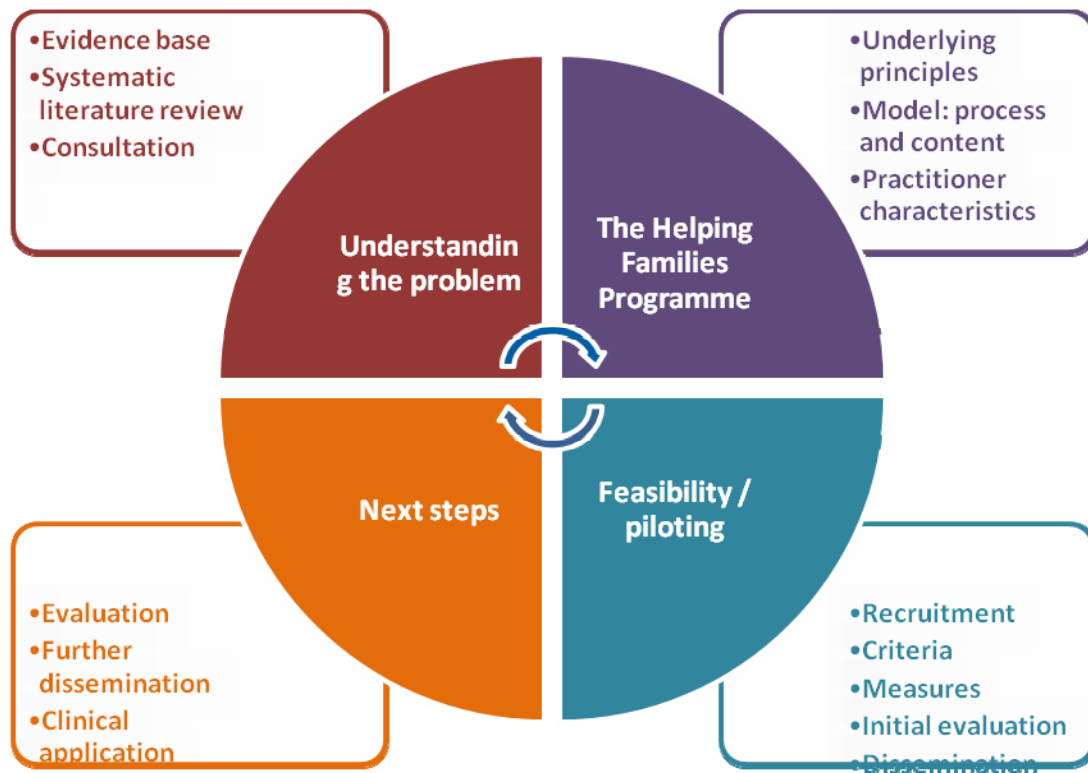 •Evidence base
•Systematic
literature review
•Consultation
•Underlying
principles
•Model: process
and content
•Practitioner
characteristics
Understandin
g the problem
The Helping
Families
Programme
Next steps
Feasibility /
piloting
•Evaluation
•Further
dissemination
•Clinical
application
•Recruitment
•Criteria
•Measures
•Initial evaluation
•Dissemination